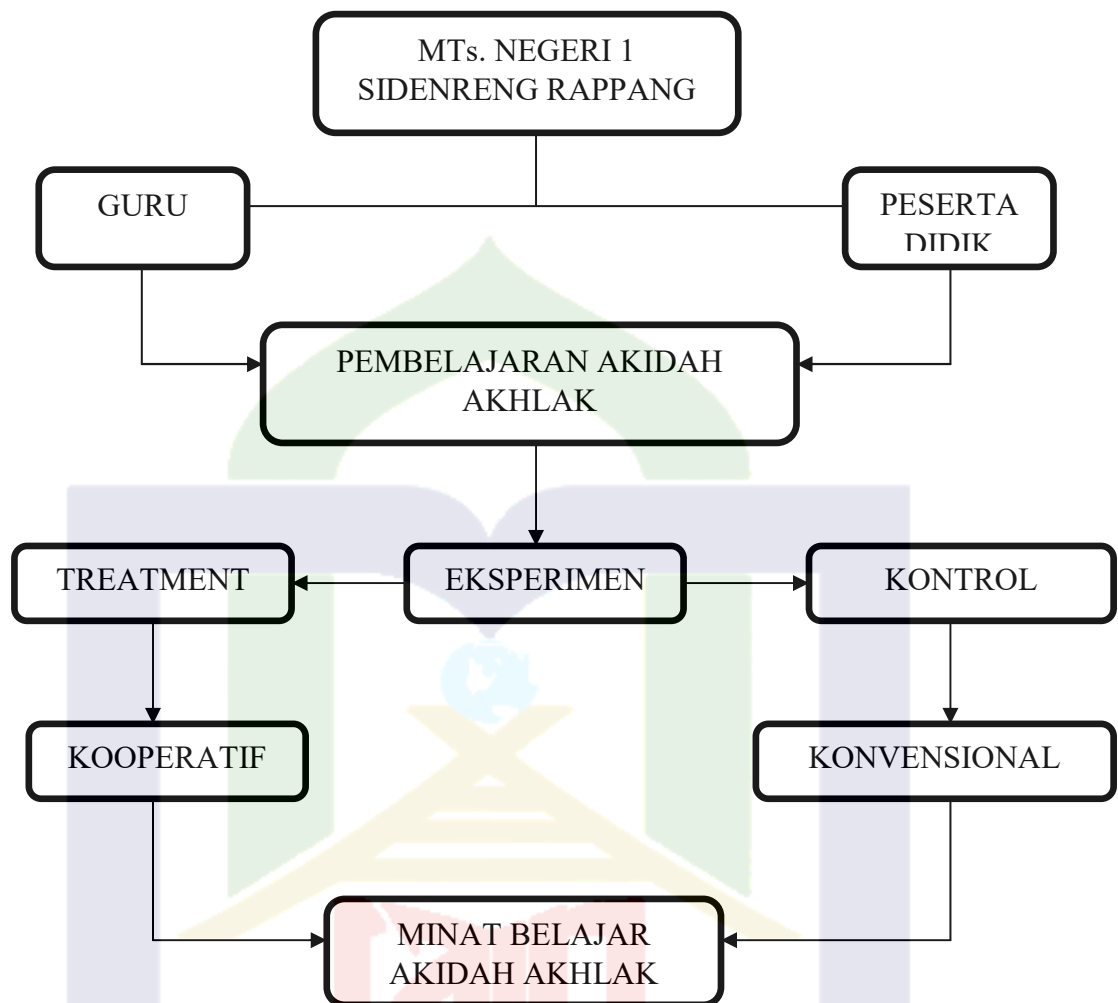 MTs. NEGERI 1
SIDENRENG RAPPANG
GURU
PESERTA
DIDIK
PEMBELAJARAN AKIDAH
AKHLAK
TREATMENT
EKSPERIMEN
KONTROL
KOOPERATIF
KONVENSIONAL
MINAT BELAJAR
AKIDAH AKHLAK